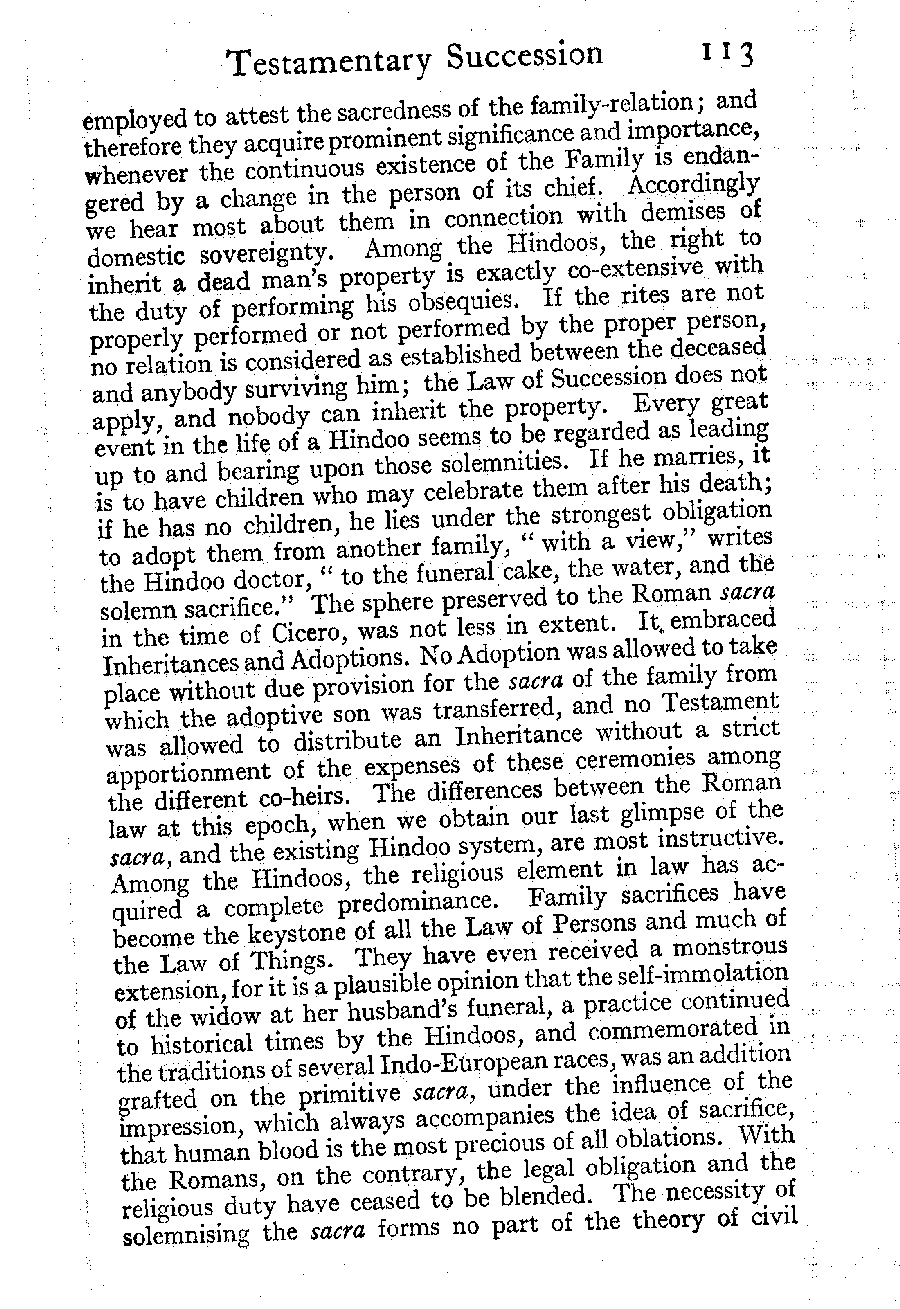 Testamentary Succession 113
employed to attest the sacredness of the family-relation; and
therefore they acquire prominent significance and importance,
whenever the continuous existence of the Family is endan-
gered by a change in the person of its chief. Accordingly
we hear most about them in connection with demises of
domestic sovereignty. Among the Hindoos, the right to
inherit a dead man's property is exactly co-extensive with
the duty of performing his obsequies. If the rites are not
properly performed or not performed by the proper person,
no relation is considered as established between the deceased
and anybody surviving him; the Law of Succession does not
apply, and nobody can inherit the property. Every great
event in the life of a Hindoo seems to be regarded as leading
up to and bearing upon those solemnities. If he marries, it
is to have children who may celebrate them after his death;
if he has no children, he lies under the strongest obligation
to adopt them from another family, “ with a view,” writes
the Hindoo doctor, “ to the funeral cake, the water, and the
solemn sacrifice.” The sphere preserved to the Roman sacra
in the time of Cicero, was not less in extent. It embraced
Inheritances and Adoptions. No Adoption was allowed to take
place without due provision for the sacra of the family from
which the adoptive son was transferred, and no Testament
was allowed to distribute an Inheritance without a strict
apportionment of the expenses of these ceremonies among
the different co-heirs. The differences between the Roman
law at this epoch, when we obtain our last glimpse of the
sacra, and the existing Hindoo system, are most instructive.
Among the Hindoos, the religious element in law has ac-
quired a complete predominance. Family sacrifices have
become the keystone of all the Law of Persons and much of
the Law of Things. They have even received a monstrous
extension, for it is a plausible opinion that the self-immolation
of the widow at her husband's funeral, a practice continued
to historical times by the Hindoos, and commemorated in
the traditions of several Indo-European races, was an addition
grafted on the primitive sacra, under the influence of the
impression, which always accompanies the idea of sacrifice,
that human blood is the most precious of all oblations. With
the Romans, on the contrary, the legal obligation and the
religious duty have ceased to be blended. The necessity of
solemnising the sacra forms no part of the theory of civil